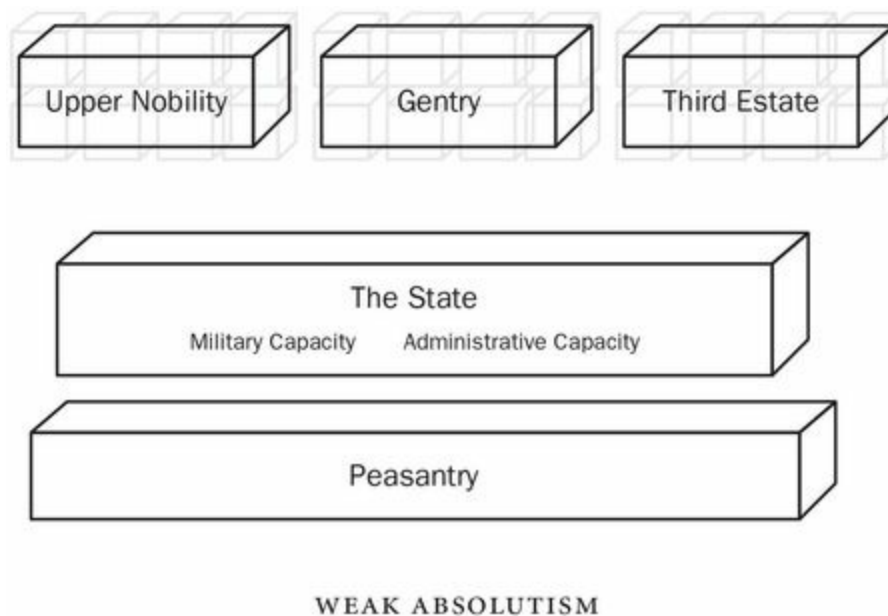 Upper Nobility
Gentry
Third Estate
The State
Military Capacity Administrative Capacity
Peasantry
WEAK ABSOLUTISM